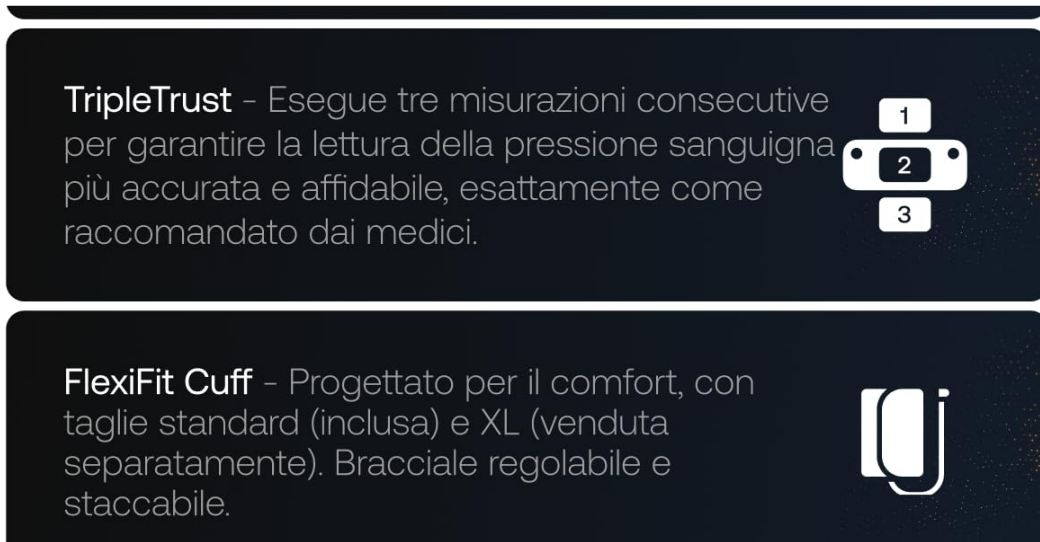 TripleTrust - Esegue tre misurazioni consecutive
per garantire la lettura della pressione sanguigna
più accurata e affidabile, esattamente come
raccomandato dai medici.
1
2
3
FlexiFit Cuff - Progettato per il comfort, con
taglie standard (inclusa) e XL (venduta
separatamente). Bracciale regolabile e
staccabile.